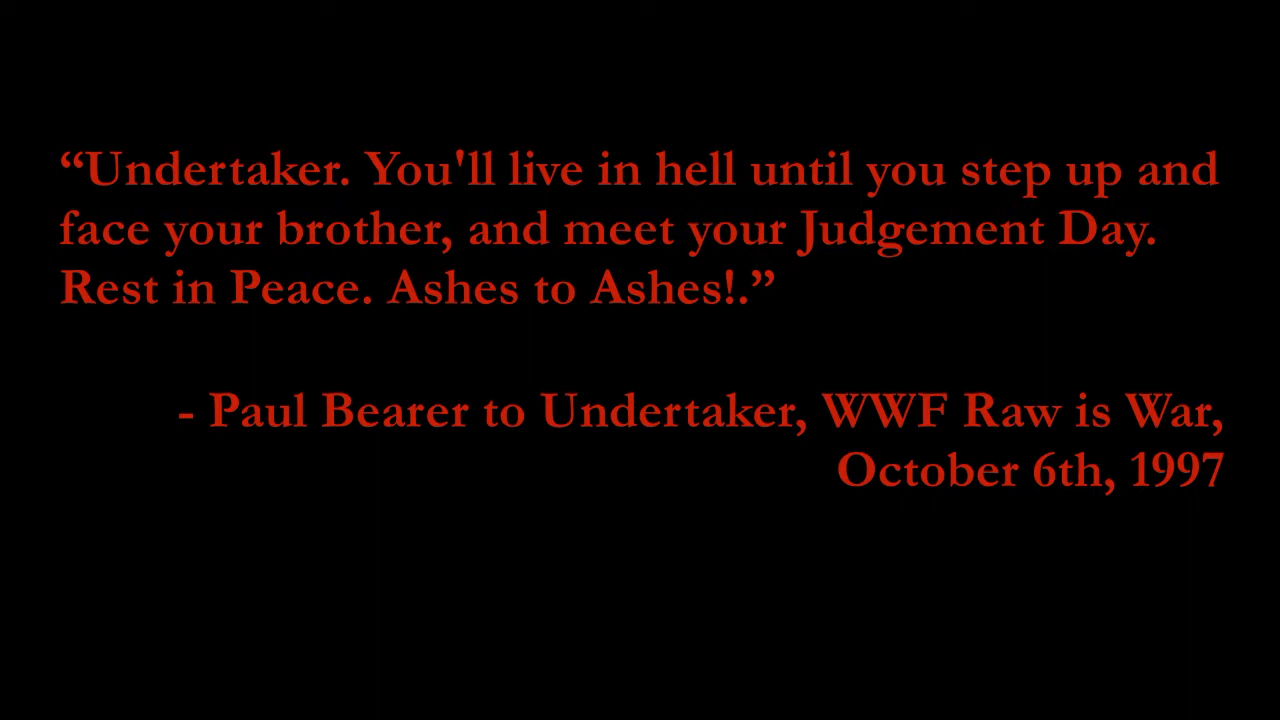 “Undertaker. You'll live in hell until you step up and
face your brother, and meet your Judgement Day.
Rest in Peace. Ashes to Ashes!.”
- Paul Bearer to Undertaker, WWF Raw is War,
October 6th, 1997